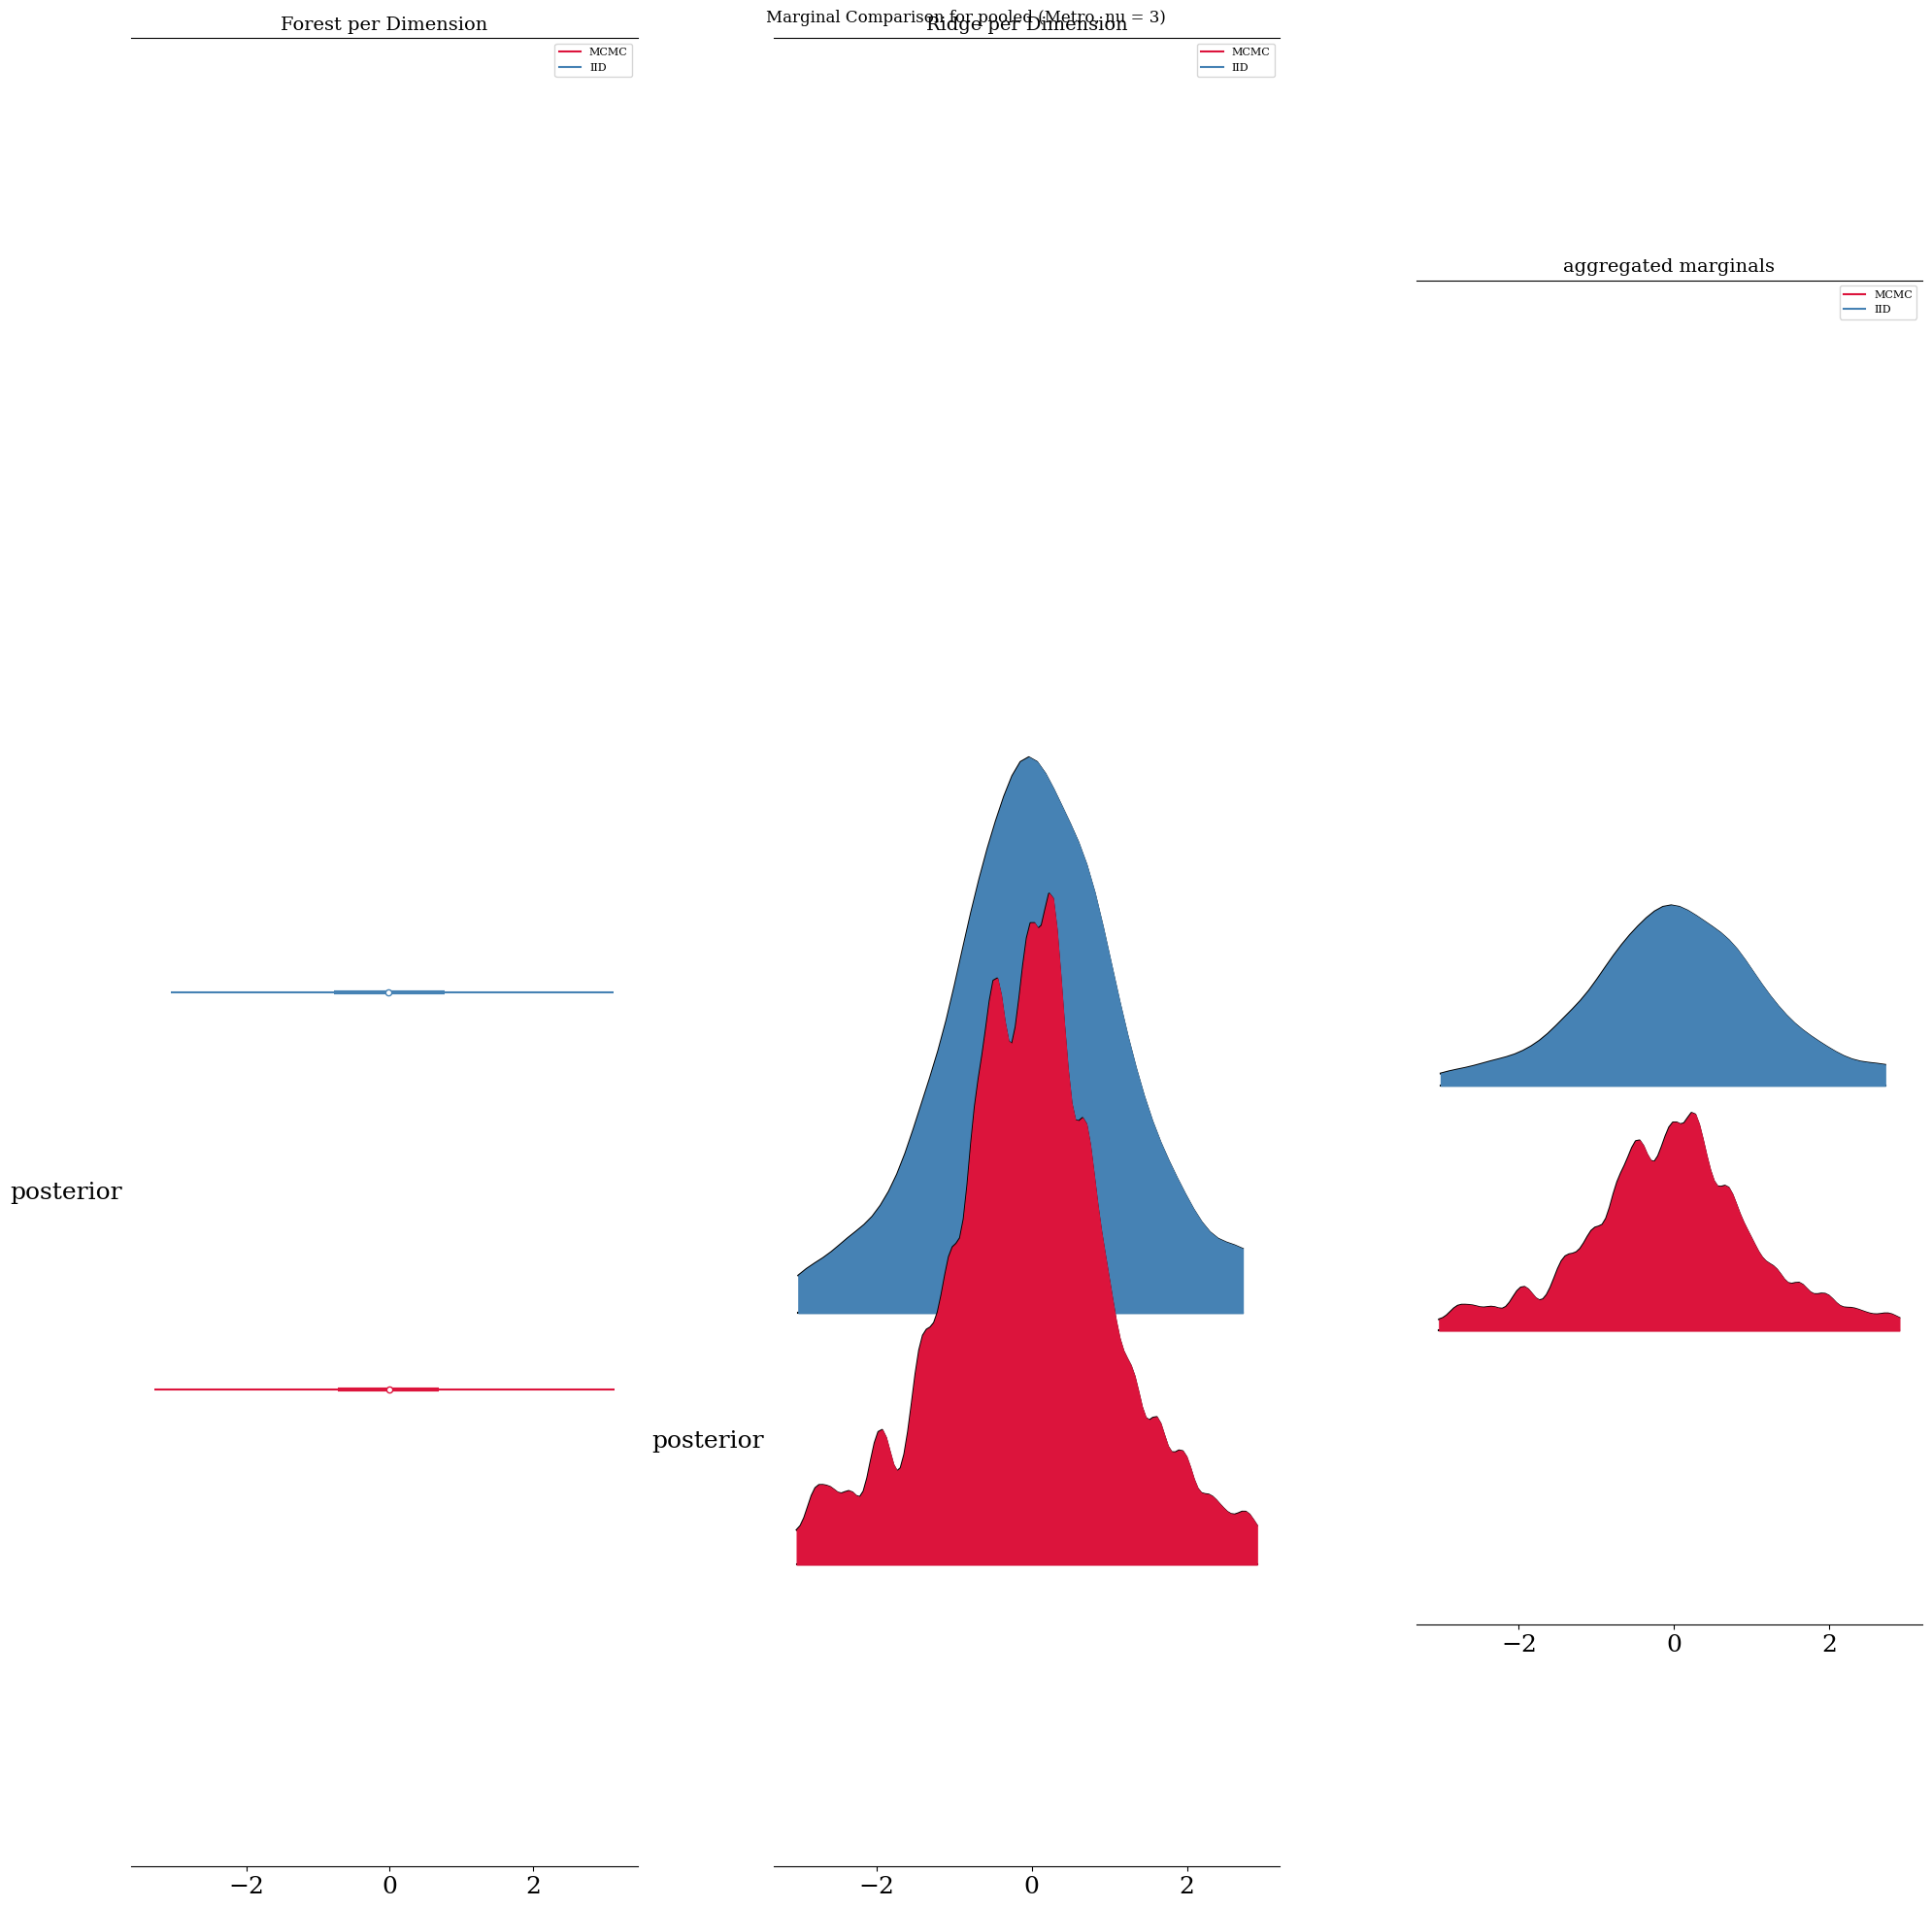 Marginal Comparison for pooled (Metro, nu = 3)
Forest per Dimension
MCMC
IID
posterior
−2 0 2
Ridge per Dimension
MCMC
IID
posterior
−2 0 2
aggregated marginals
MCMC
IID
−2 0 2